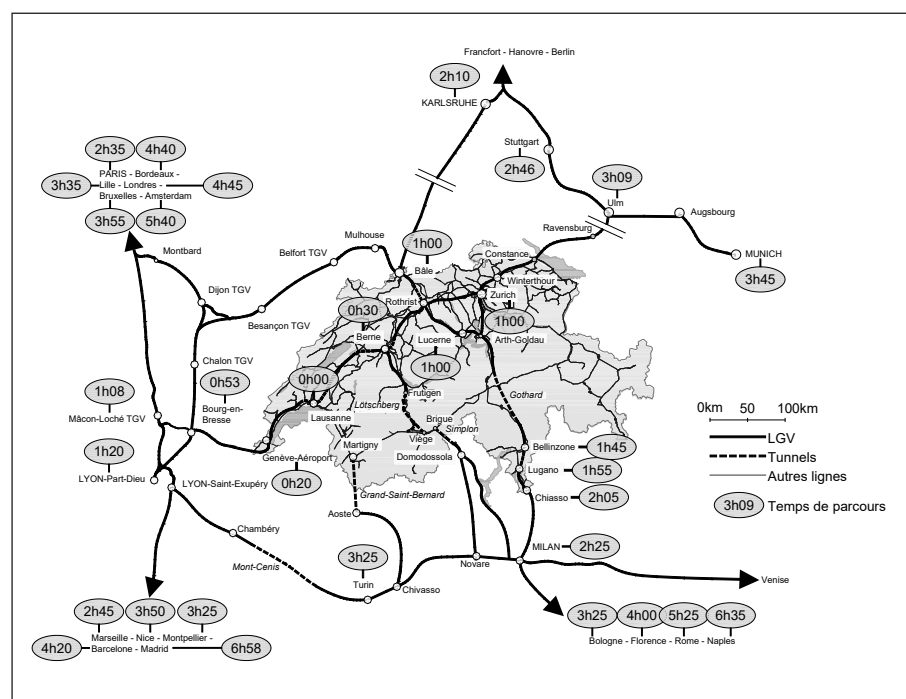 Francfort - Hanovre - Berlin
2h10
KARLSRUHE
Stuttgart
2h46
3h09
Ulm
Augsbourg
MUNICH
3h45
Ravensburg
2h35
4h40
PARIS - Bordeaux -
3h35
Lille - Londres -
4h45
Bruxelles - Amsterdam
3h55
5h40
Montbard
Mulhouse
Belfort TGV
1h00
Bâle
Constance
Winterthour
Dijon TGV
Besançon TGV
Rothrist
Zurich
0h30
1h00
Berne
Lucerne
Arth-Goldau
1h00
Chalon TGV
0h53
Bourg-en-
Bresse
0h00
1h08
Mâcon-Loché TGV
Lausanne
Lötschberg
Frutigen
Gothard
Brigue
Simplon
Martigny
Viège
Domodossola
Bellinzone
1h45
1h20
LYON-Part-Dieu
LYON-Saint-Exupéry
Genève-Aéroport
0h20
Grand-Saint-Bernard
Lugano
1h55
Chiasso
2h05
Aoste
Chambéry
Mont-Cenis
3h25
Turin
Chivasso
Novare
MILAN
2h25
Venise
2h45
3h50
3h25
Marseille - Nice - Montpellier -
4h20
Barcelone - Madrid
6h58
3h25
4h00
5h25
6h35
Bologne - Florence - Rome - Naples
0km
50
100km
LGV
Tunnels
Autres lignes
3h09
Temps de parcours